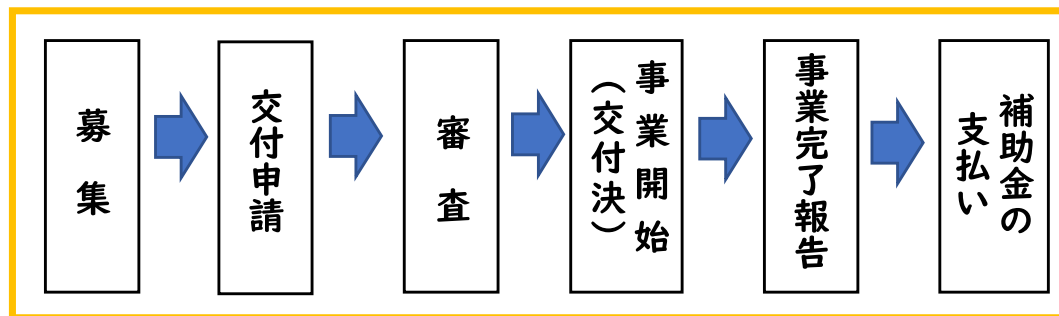 募集
交付申請
審査
事業開始
（交付決）
事業完了報告
補助金の
支払い